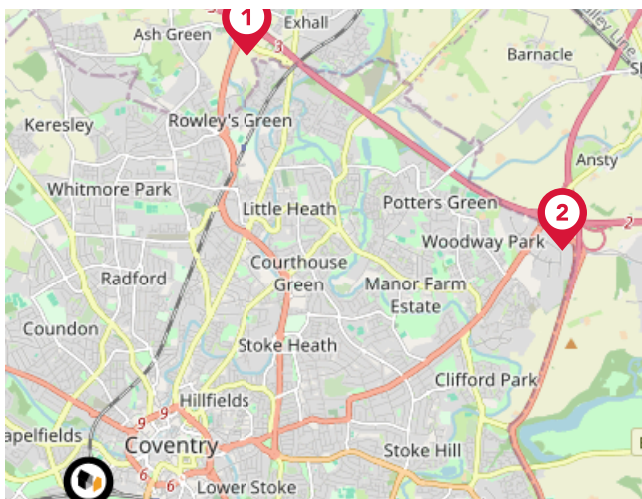 1
Exhall
Ash Green
3
Barnacle
Keresley
Rowley's Green
Ansty
Whitmore Park
Little Heath
Potters Green
2
2
Woodway Park
Radford
Courthouse
Green
Manor Farm
Estate
Coundon
Stoke Heath
Clifford Park
Hillfields
9
9
apelfields
Coventry
Stoke Hill
6
6
Lower Stoke